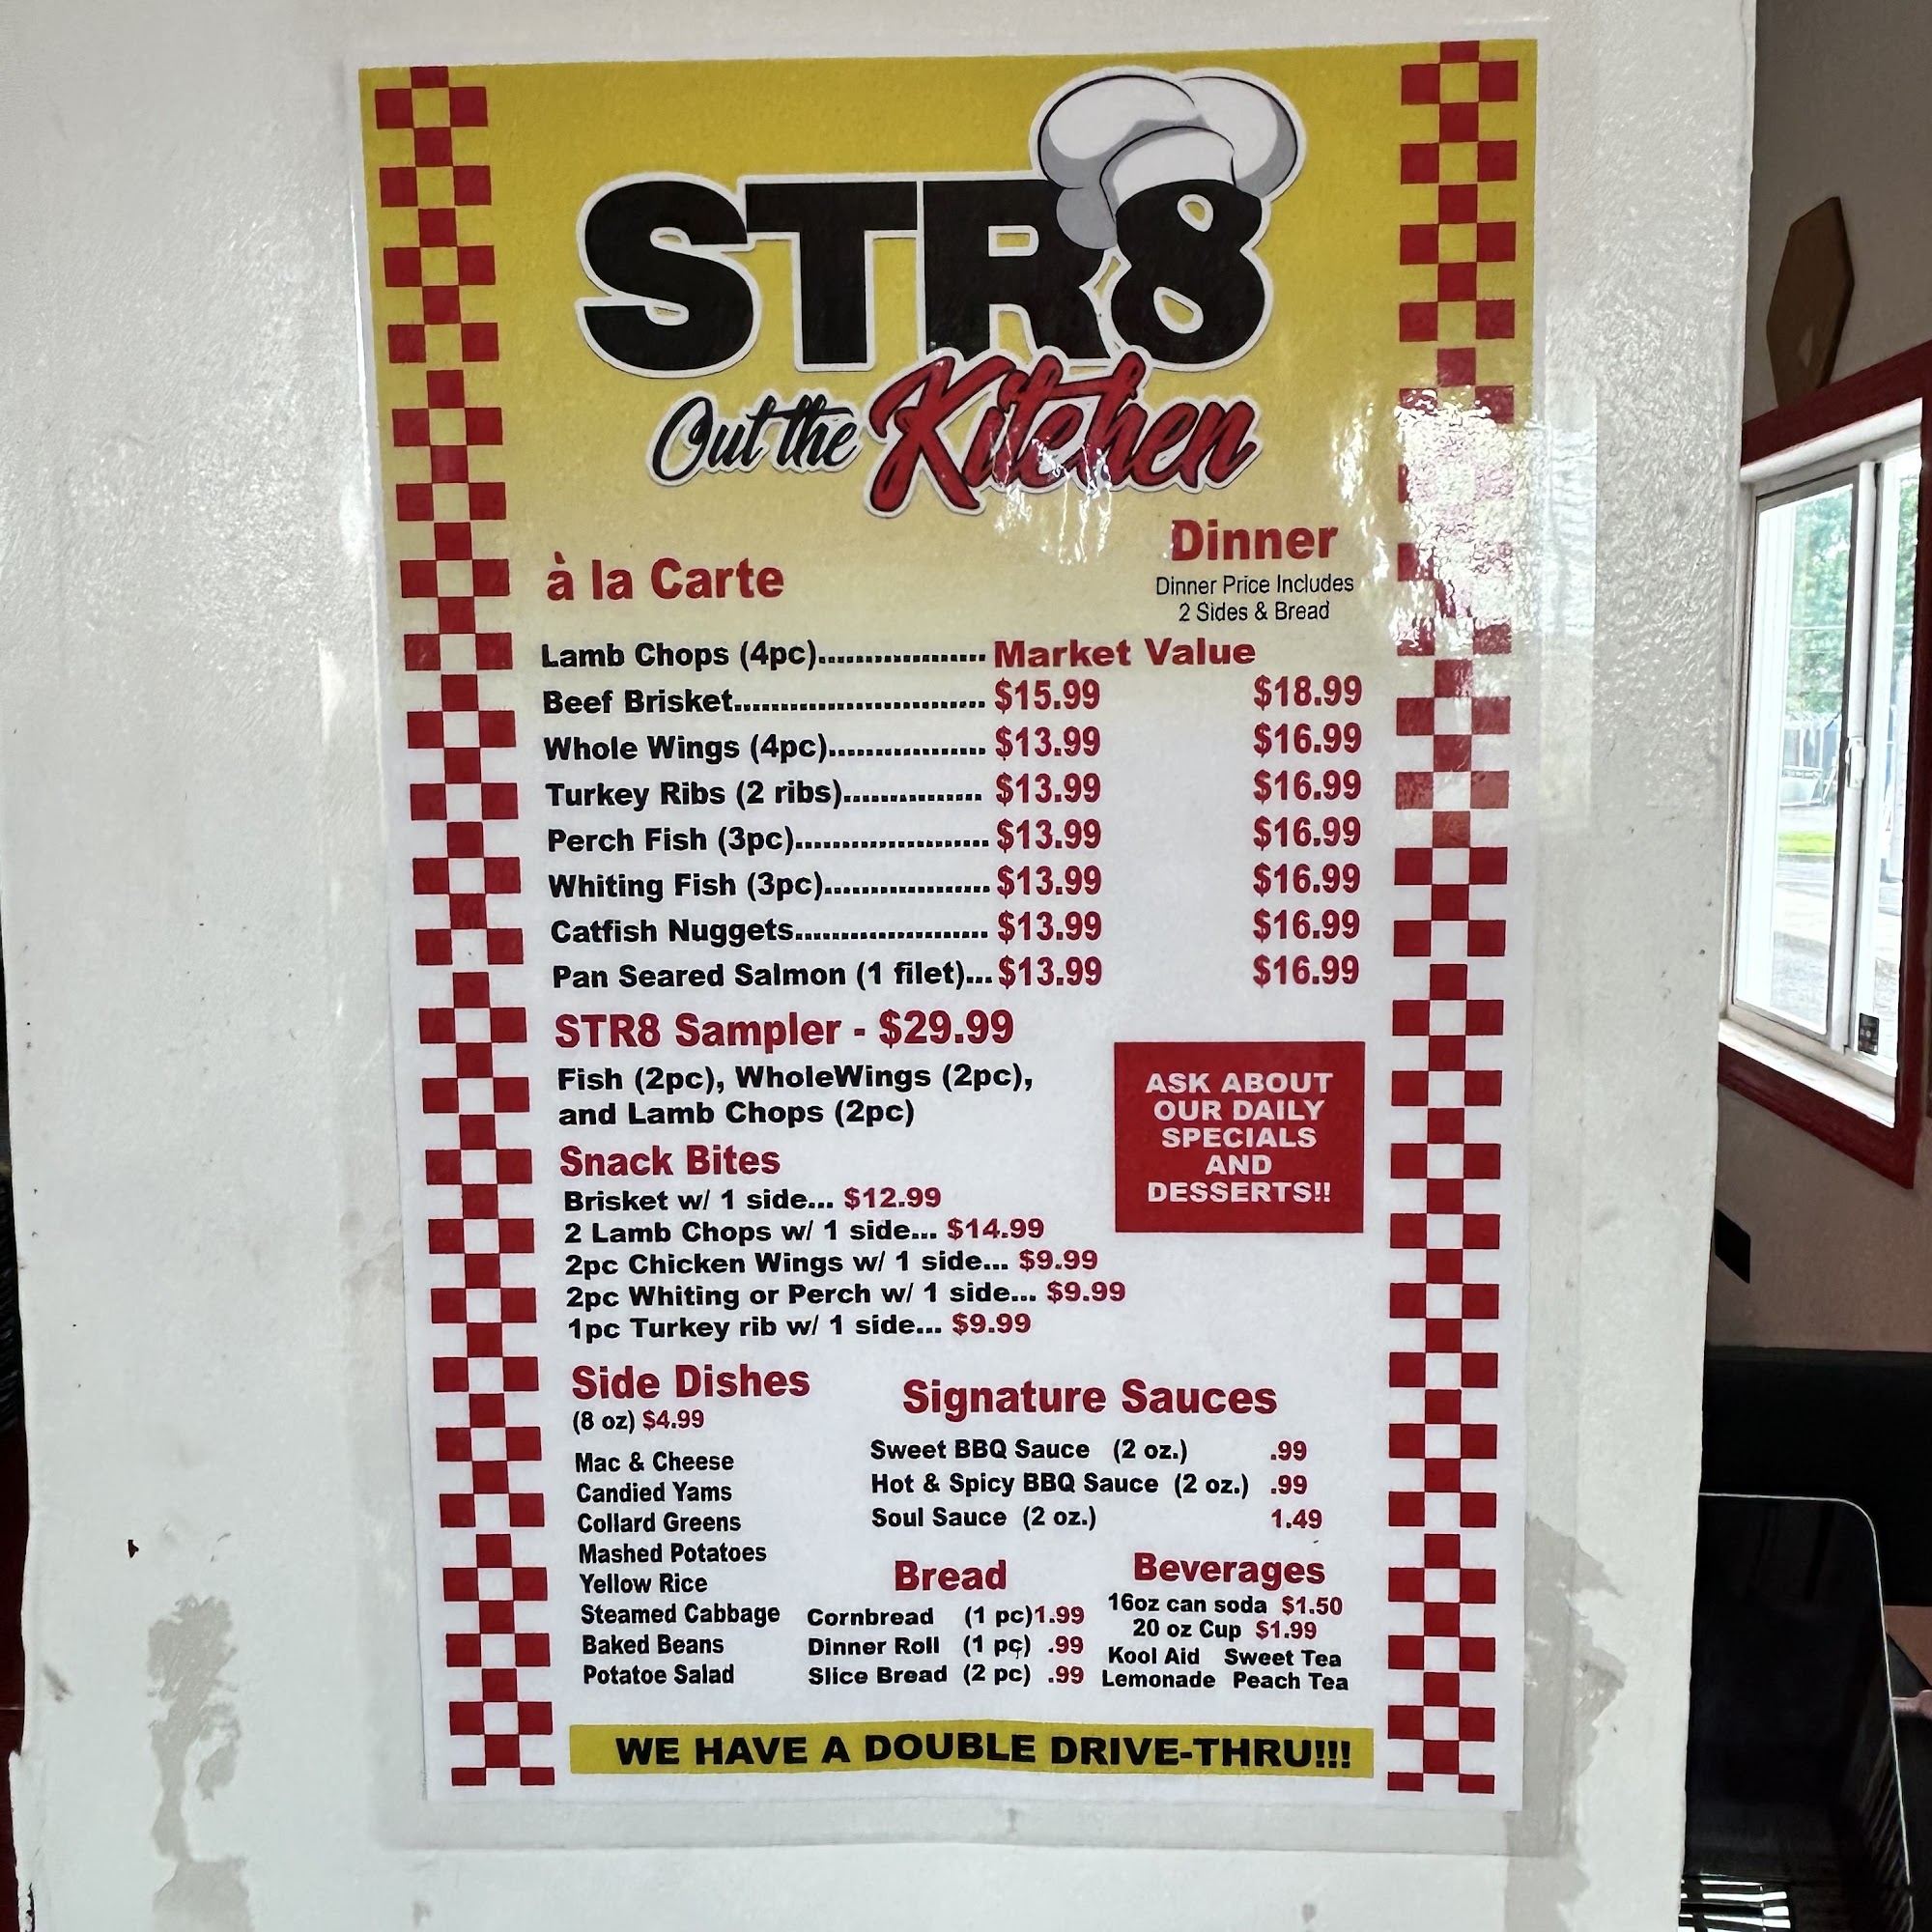 STR8
Out the Kitchen
à la Carte
Dinner
Dinner Price Includes
2 Sides & Bread
Lamb Chops (4pc).................. Market Value
Beef Brisket........................... $15.99 $18.99
Whole Wings (4pc)................. $13.99 $16.99
Turkey Ribs (2 ribs)............... $13.99 $16.99
Perch Fish (3pc)..................... $13.99 $16.99
Whiting Fish (3pc).................. $13.99 $16.99
Catfish Nuggets..................... $13.99 $16.99
Pan Seared Salmon (1 filet)... $13.99 $16.99
STR8 Sampler - $29.99
Fish (2pc), WholeWings (2pc),
and Lamb Chops (2pc)
ASK ABOUT
OUR DAILY
SPECIALS
AND
DESSERTS!!
Snack Bites
Brisket w/ 1 side... $12.99
2 Lamb Chops w/ 1 side... $14.99
2pc Chicken Wings w/ 1 side... $9.99
2pc Whiting or Perch w/ 1 side... $9.99
1pc Turkey rib w/ 1 side... $9.99
Side Dishes
(8 oz) $4.99
Mac & Cheese
Candied Yams
Collard Greens
Mashed Potatoes
Yellow Rice
Steamed Cabbage
Baked Beans
Potatoe Salad
Signature Sauces
Sweet BBQ Sauce (2 oz.) .99
Hot & Spicy BBQ Sauce (2 oz.) .99
Soul Sauce (2 oz.) 1.49
Bread
Cornbread (1 pc)1.99
Dinner Roll (1 pc) .99
Slice Bread (2 pc) .99
Beverages
16oz can soda $1.50
20 oz Cup $1.99
Kool Aid Sweet Tea
Lemonade Peach Tea
WE HAVE A DOUBLE DRIVE-THRU!!!